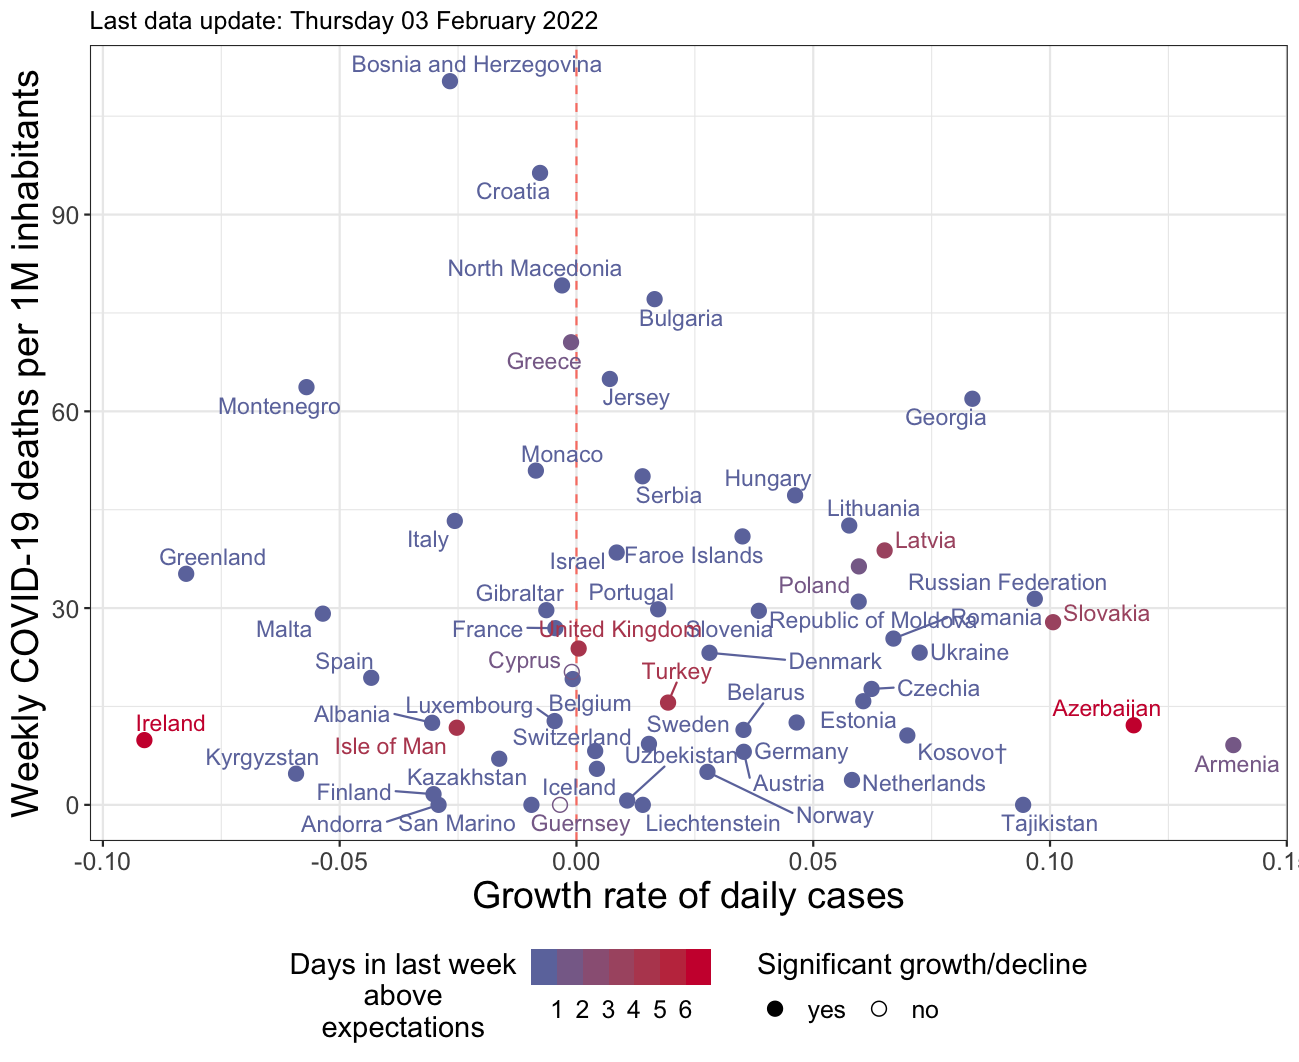 Last data update: Thursday 03 February 2022
Weekly COVID-19 deaths per 1M inhabitants
Bosnia and Herzegovina
Croatia
90
North Macedonia
Bulgaria
Greece
Jersey
Montenegro
60
Georgia
Monaco
Hungary
Serbia
Lithuania
Italy
Latvia
Greenland
Israel
Faroe Islands
Poland
Russian Federation
Gibraltar
Portugal
30
Slovakia
Malta
France
United Kingdom
Slovenia
Republic of Moldova
Romania
Ukraine
Spain
Cyprus
Denmark
Turkey
Czechia
Belarus
Luxembourg
Belgium
Azerbaijan
Albania
Ireland
Isle of Man
Switzerland
Sweden
Estonia
Kyrgyzstan
Uzbekistan
Germany
Kosovo†
Armenia
Kazakhstan
Iceland
Austria
Netherlands
Finland
0
Andorra
San Marino
Guernsey
Liechtenstein
Norway
Tajikistan
-0.10
-0.05
0.00
0.05
0.10
Growth rate of daily cases
Days in last week
above
expectations
1 2 3 4 5 6
Significant growth/decline
yes
no